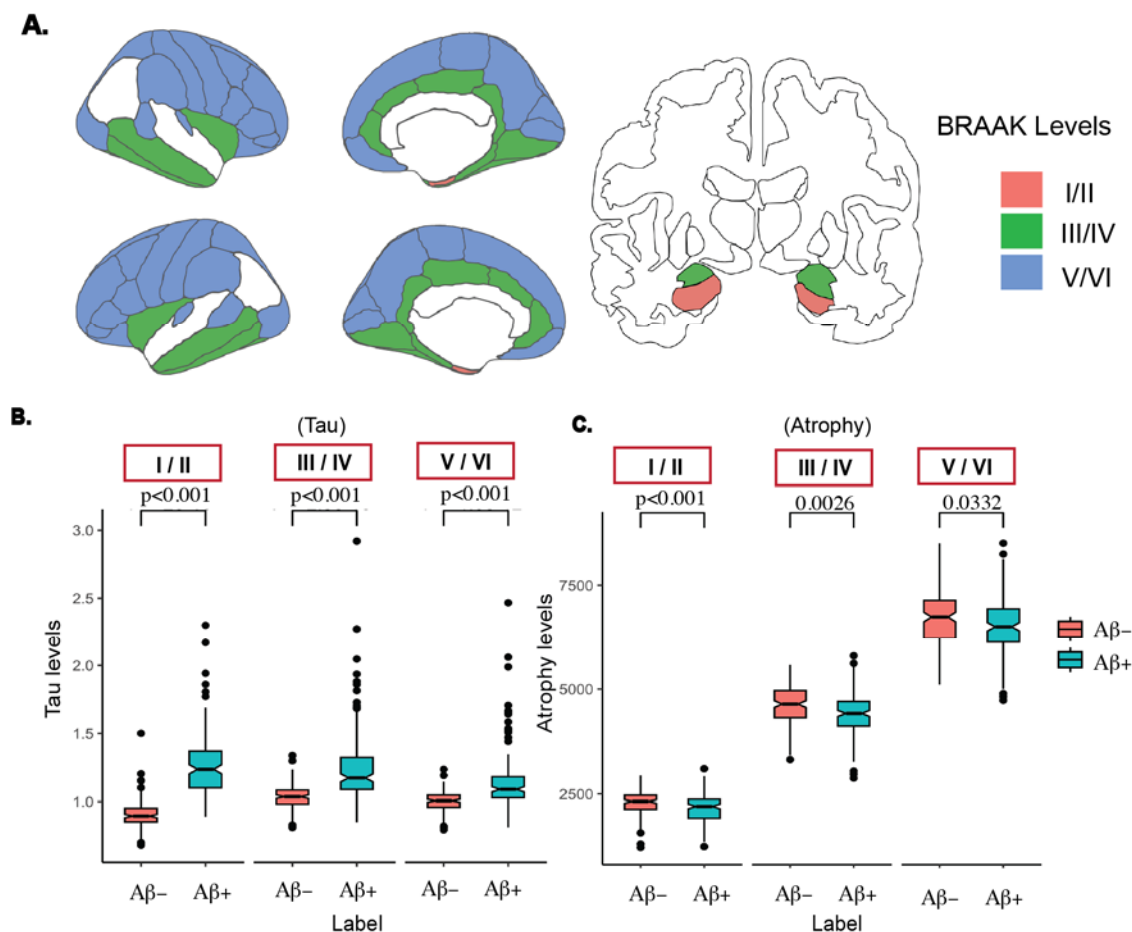 A.
BRAAK Levels
I/II
III/IV
V/VI
B.
(Tau)
I / II
III / IV
V / VI
p<0.001
p<0.001
p<0.001
3.0
2.5
2.0
1.5
1.0
Tau levels
Aβ−
Aβ+
Aβ−
Aβ+
Aβ−
Aβ+
Label
C.
(Atrophy)
I / II
III / IV
V / VI
p<0.001
0.0026
0.0332
7500
5000
2500
Atrophy levels
Aβ−
Aβ+
Aβ−
Aβ+
Aβ−
Aβ+
Label
Aβ−
Aβ+